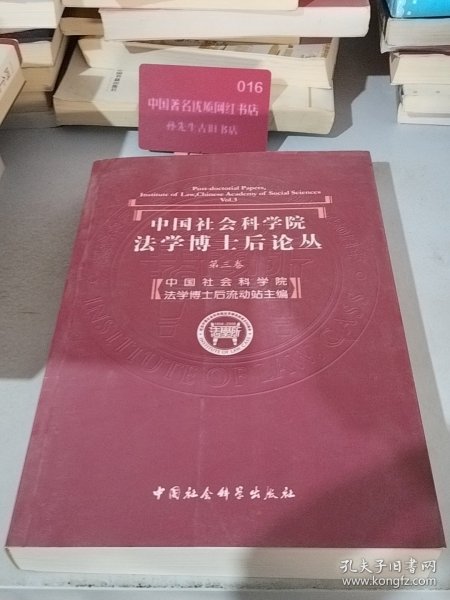 016
中国著名优质网红书店
孙先生古旧书店
Post-doctorial Papers,
Institute of Law,Chinese Academy of Social Sciences
Vol.3
中国社会科学院
法学博士后论丛
第三卷
中国社会科学院
法学博士后流动站主编
中国社会科学出版社
孔夫子旧书网
www.kongfz.com